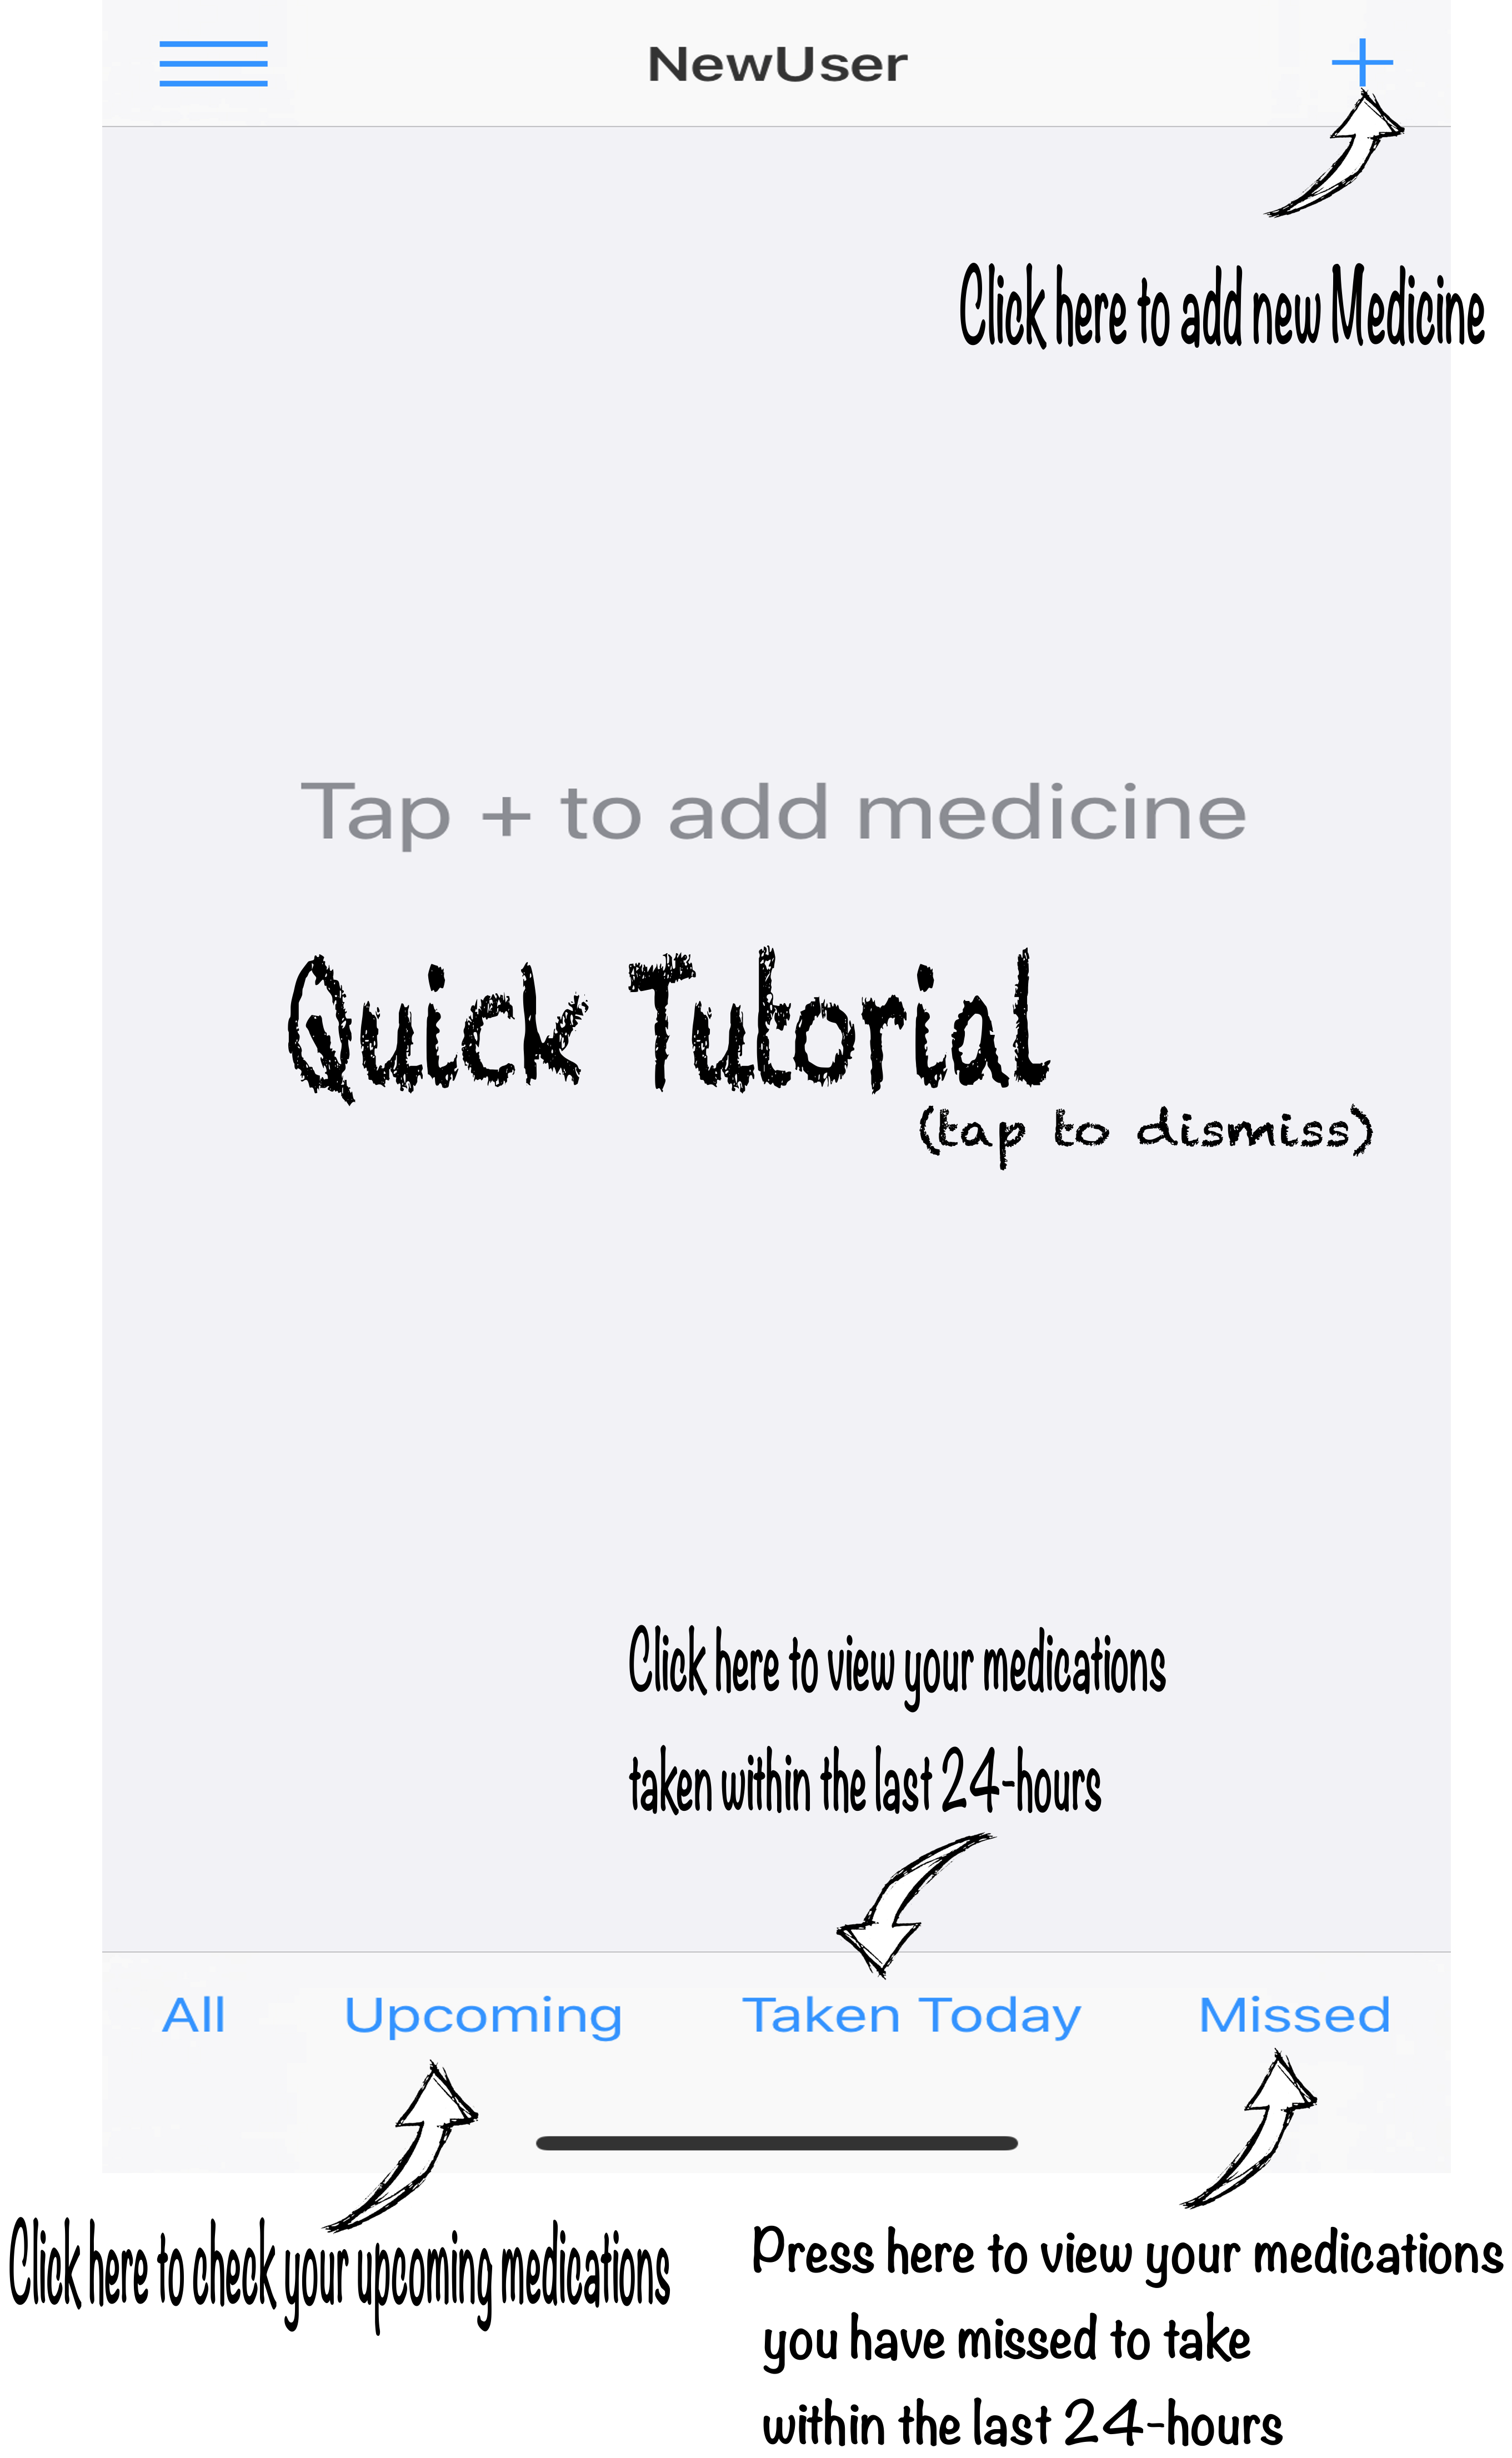 NewUser
Click here to add new Medicine
Tap + to add medicine
Quick Tutorial
(tap to dismiss)
Click here to view your medications
taken within the last 24-hours
All Upcoming Taken Today Missed
Click here to check your upcoming medications
Press here to view your medications
you have missed to take
within the last 24-hours